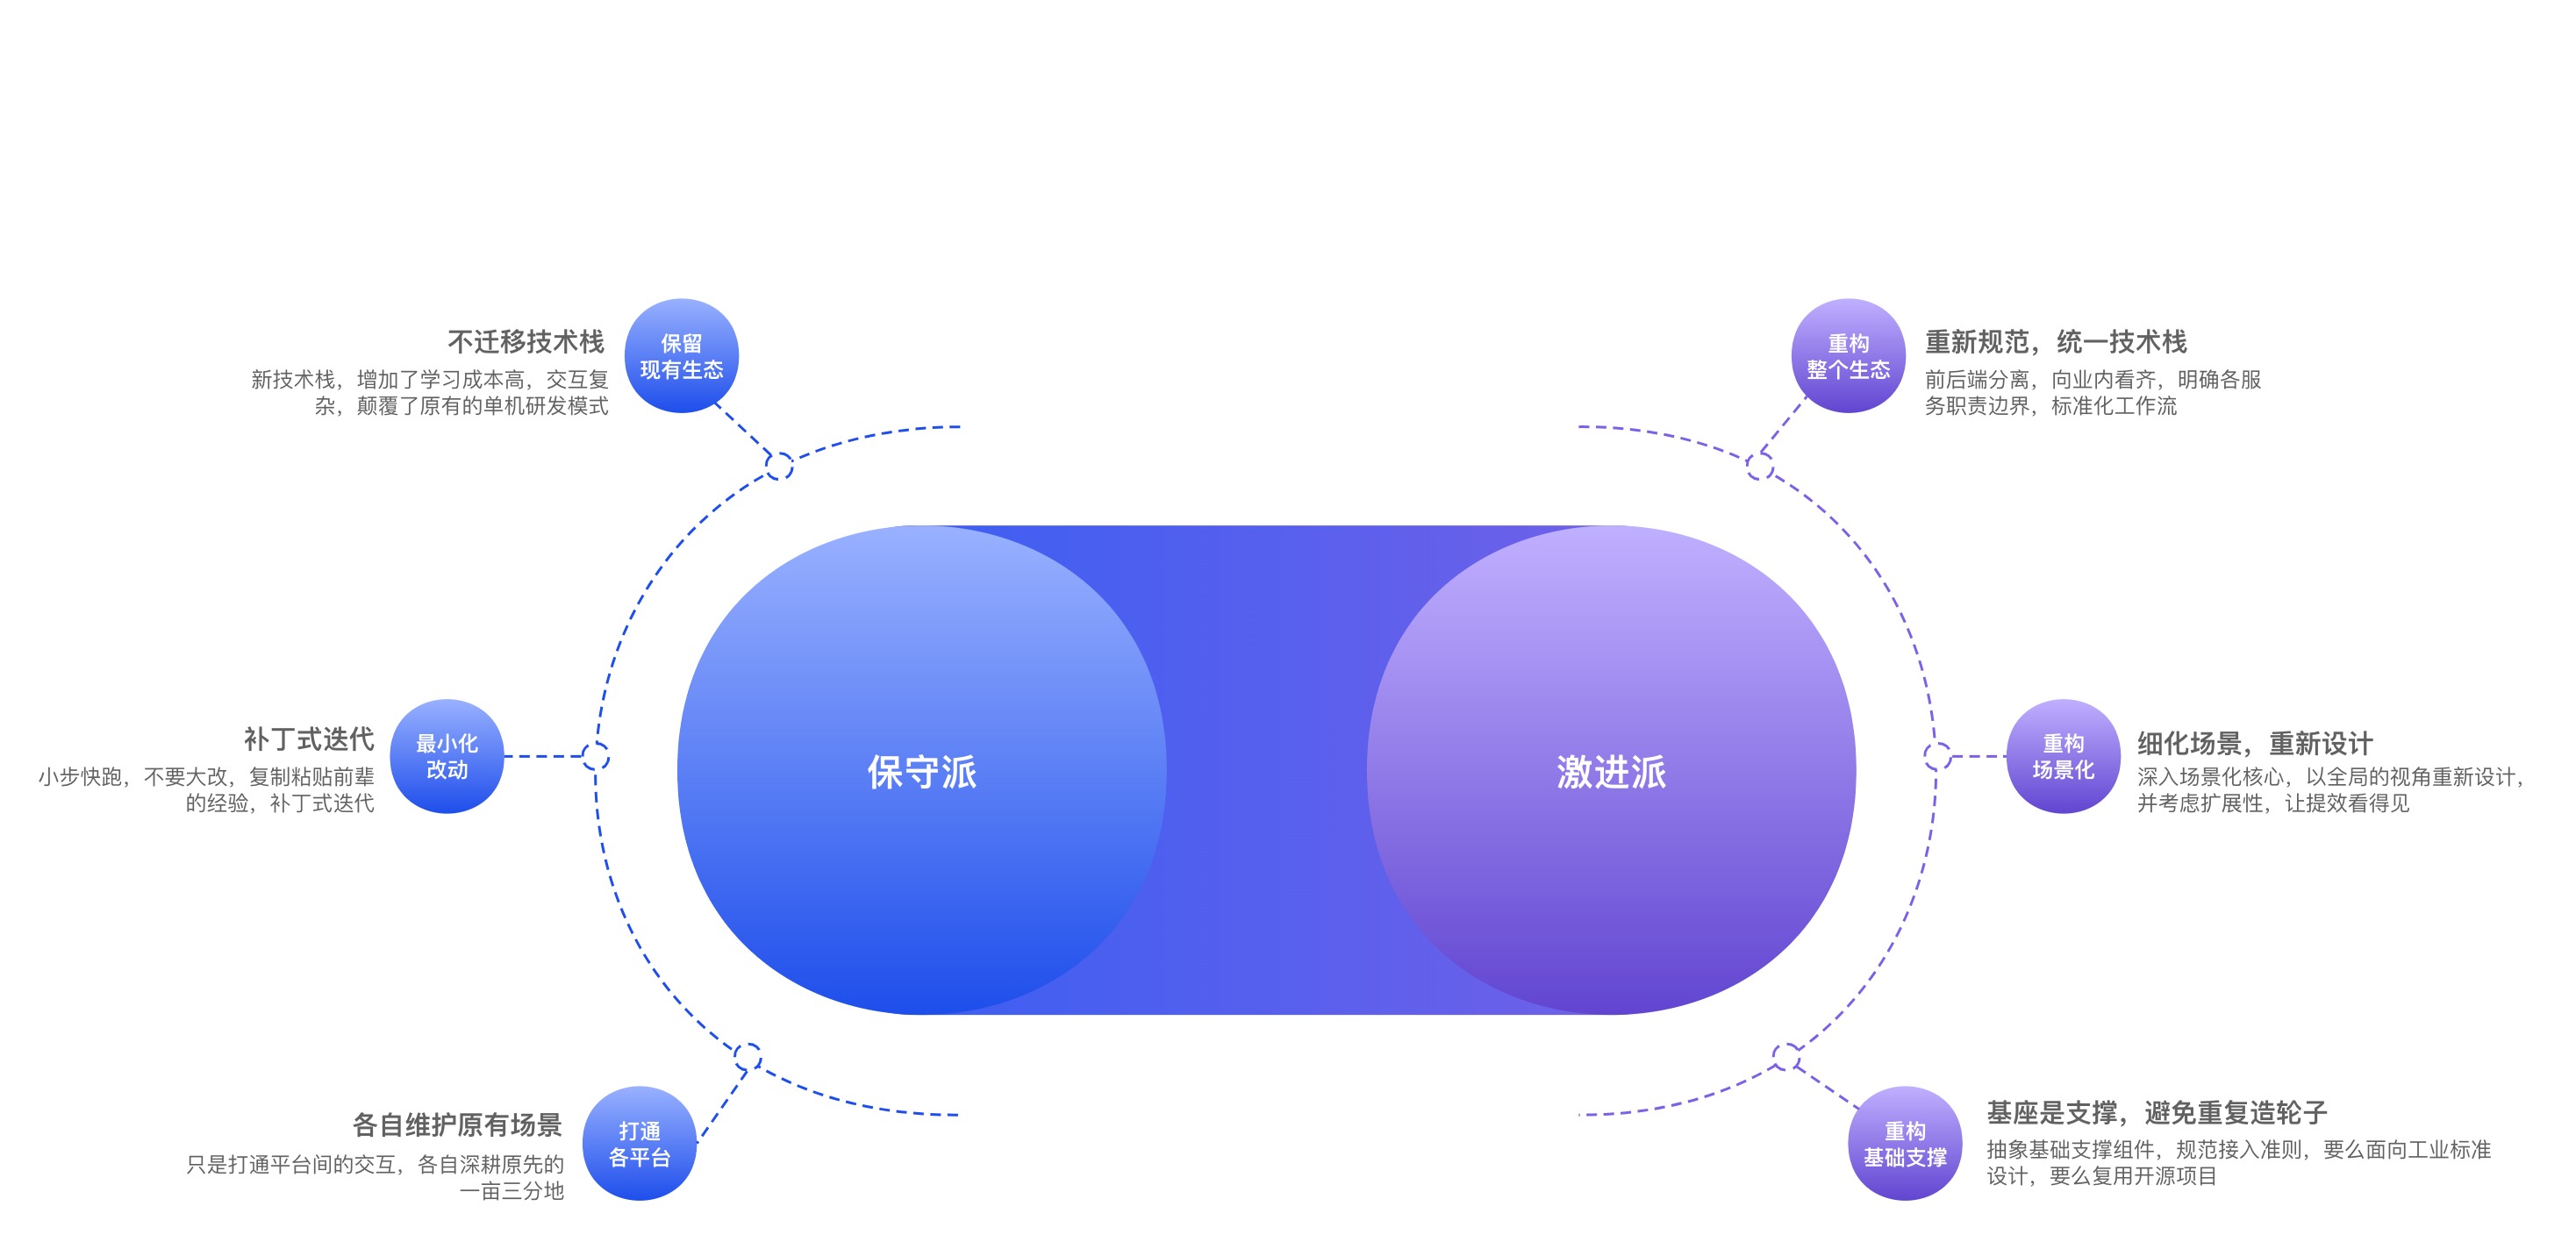 不迁移技术栈
新技术栈，增加了学习成本高，交互复
杂，颠覆了原有的单机研发模式
保留
现有生态
补丁式迭代
小步快跑，不要大改，复制粘贴前辈
的经验，补丁式迭代
最小化
改动
各自维护原有场景
只是打通平台间的交互，各自深耕原先的
一亩三分地
打通
各平台
保守派
激进派
重构
整个生态
重新规范，统一技术栈
前后端分离，向业内看齐，明确各服
务职责边界，标准化工作流
重构
场景化
细化场景，重新设计
深入场景化核心，以全局的视角重新设计，
并考虑扩展性，让提效看得见
重构
基础支撑
基座是支撑，避免重复造轮子
抽象基础支撑组件，规范接入准则，要么面向工业标准
设计，要么复用开源项目